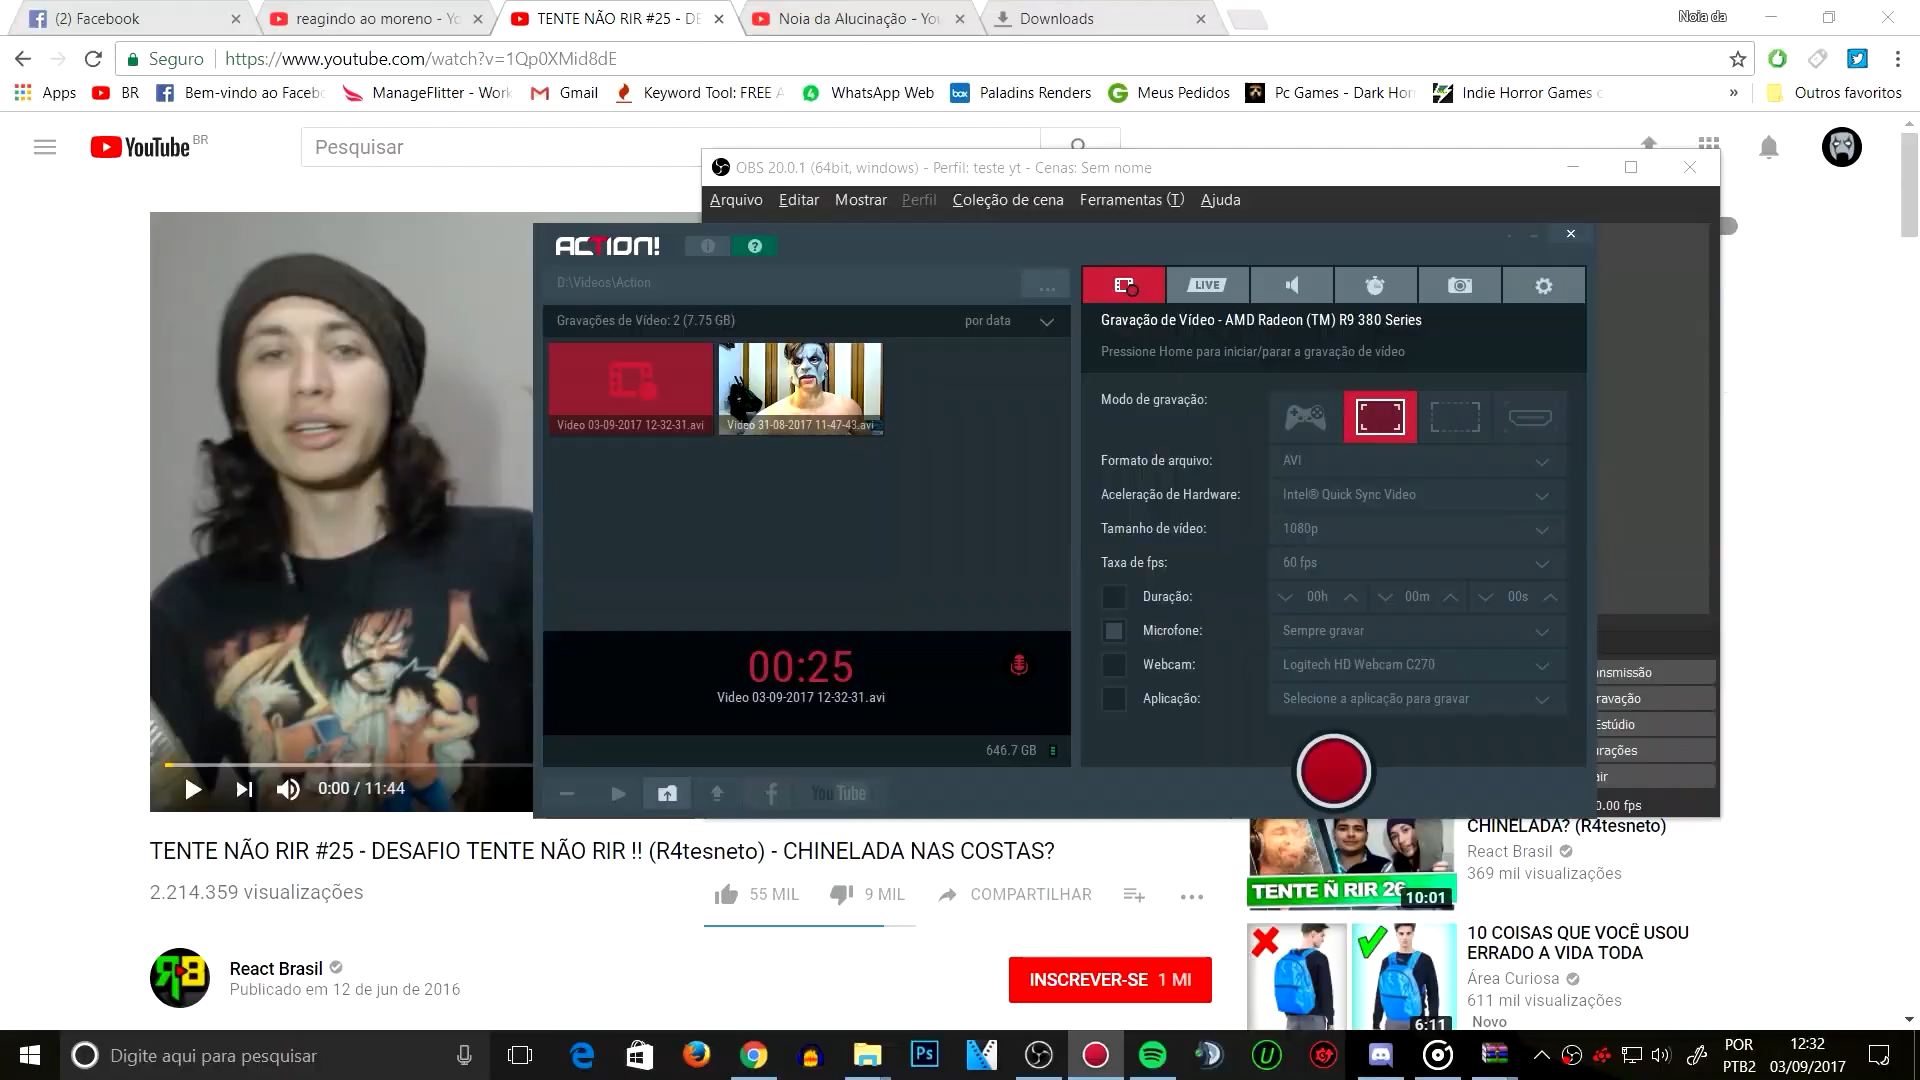 (2) Facebook
reagindo ao moreno - Yo
TENTE NÃO RIR #25 - DE
Noia da Alucinação - You
Downloads
Noia da
Seguro
https://www.youtube.com/watch?v=1Qp0XMid8dE
Apps
BR
Bem-vindo ao Facebo
ManageFlitter - Work
Gmail
Keyword Tool: FREE A
WhatsApp Web
box
Paladins Renders
Meus Pedidos
Pc Games - Dark Horr
Indie Horror Games c
»
Outros favoritos
YouTube BR
Pesquisar
OBS 20.0.1 (64bit, windows) - Perfil: teste yt - Cenas: Sem nome
Arquivo
Editar
Mostrar
Perfil
Coleção de cena
Ferramentas (T)
Ajuda
ACTION!
D:\Videos\Action
...
LIVE
Gravações de Vídeo: 2 (7.75 GB)
por data
Gravação de Vídeo - AMD Radeon (TM) R9 380 Series
Pressione Home para iniciar/parar a gravação de vídeo
Video 03-09-2017 12-32-31.avi
Video 31-08-2017 11-47-43.avi
Modo de gravação:
Formato de arquivo:
AVI
Aceleração de Hardware:
Intel® Quick Sync Video
Tamanho de vídeo:
1080p
Taxa de fps:
60 fps
Duração:
00h
00m
00s
Microfone:
Sempre gravar
Webcam:
Logitech HD Webcam C270
Aplicação:
Selecione a aplicação para gravar
00:25
Video 03-09-2017 12-32-31.avi
646.7 GB
YouTube
ansmissão
ravação
Estúdio
urações
air
0.00 fps
0:00 / 11:44
TENTE NÃO RIR #25 - DESAFIO TENTE NÃO RIR !! (R4tesneto) - CHINELADA NAS COSTAS?
2.214.359 visualizações
55 MIL
9 MIL
COMPARTILHAR
React Brasil
Publicado em 12 de jun de 2016
INSCREVER-SE 1 MI
TENTE Ñ RIR 26
10:01
CHINELADA? (R4tesneto)
React Brasil
369 mil visualizações
6:11
10 COISAS QUE VOCÊ USOU
ERRADO A VIDA TODA
Área Curiosa
611 mil visualizações
Novo
Digite aqui para pesquisar
Ps
POR
PTB2
12:32
03/09/2017